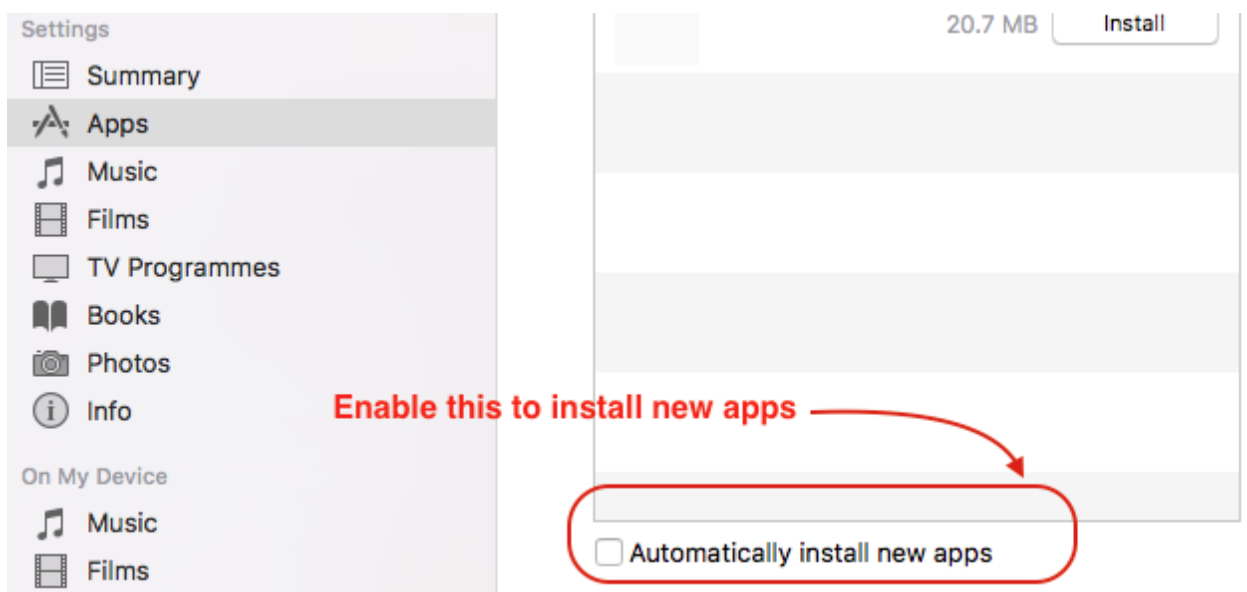 Settings
Summary
Apps
Music
Films
TV Programmes
Books
Photos
Info
On My Device
Music
Films
20.7 MB Install
Enable this to install new apps
Automatically install new apps